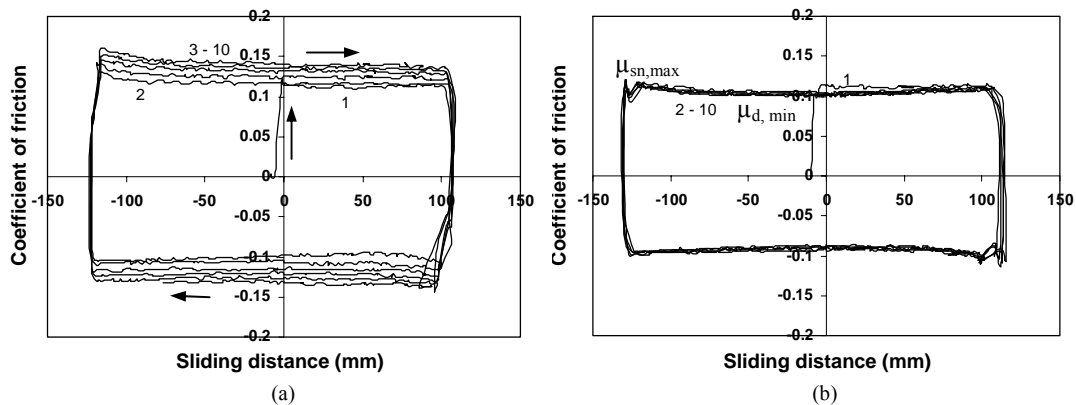 0.2
0.15
0.1
0.05
0
-0.05
-0.1
-0.15
-0.2
-150 -100 -50 0 50 100 150
3 - 10
2
1
Coefficient of friction
Sliding distance (mm)
(a)
0.2
0.15
0.1
0.05
0
-0.05
-0.1
-0.15
-0.2
-150 -100 -50 0 50 100 150
μsn,max
1
2 - 10
μd, min
Coefficient of friction
Sliding distance (mm)
(b)